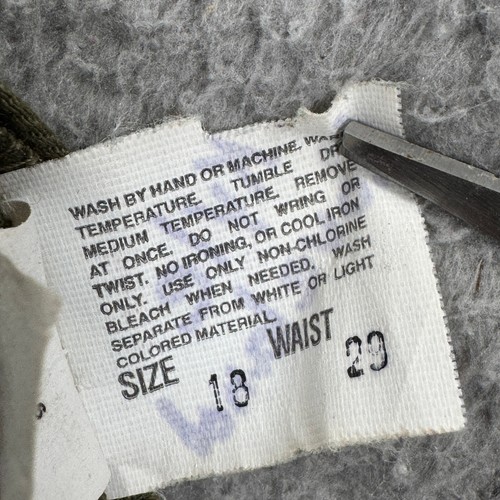 WASH BY HAND OR MACHINE, 
TEMPERATURE. TUMBLE
MEDIUM TEMPERATURE, REMOVE
AT ONCE. DO NOT WRING OR
TWIST. NO IRONING, OR COOL IRON
ONLY. USE ONLY NON-CHLORINE
BLEACH WHEN NEEDED. WASH
SEPARATE FROM WHITE OR LIGHT
COLORED MATERIAL.
SIZE WAIST
18 29